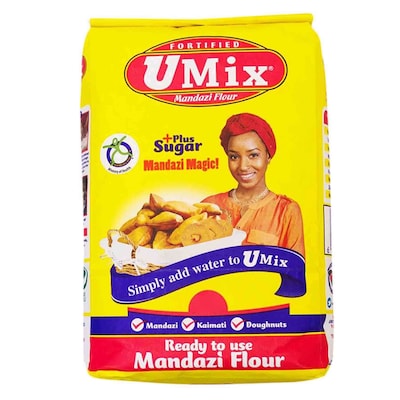 FORTIFIED
UMix®
Mandazi Flour
+Plus
Sugar
Mandazi Magic!
Simply add water to UMix
Mandazi Kaimati Doughnuts
Ready to use
Mandazi Flour